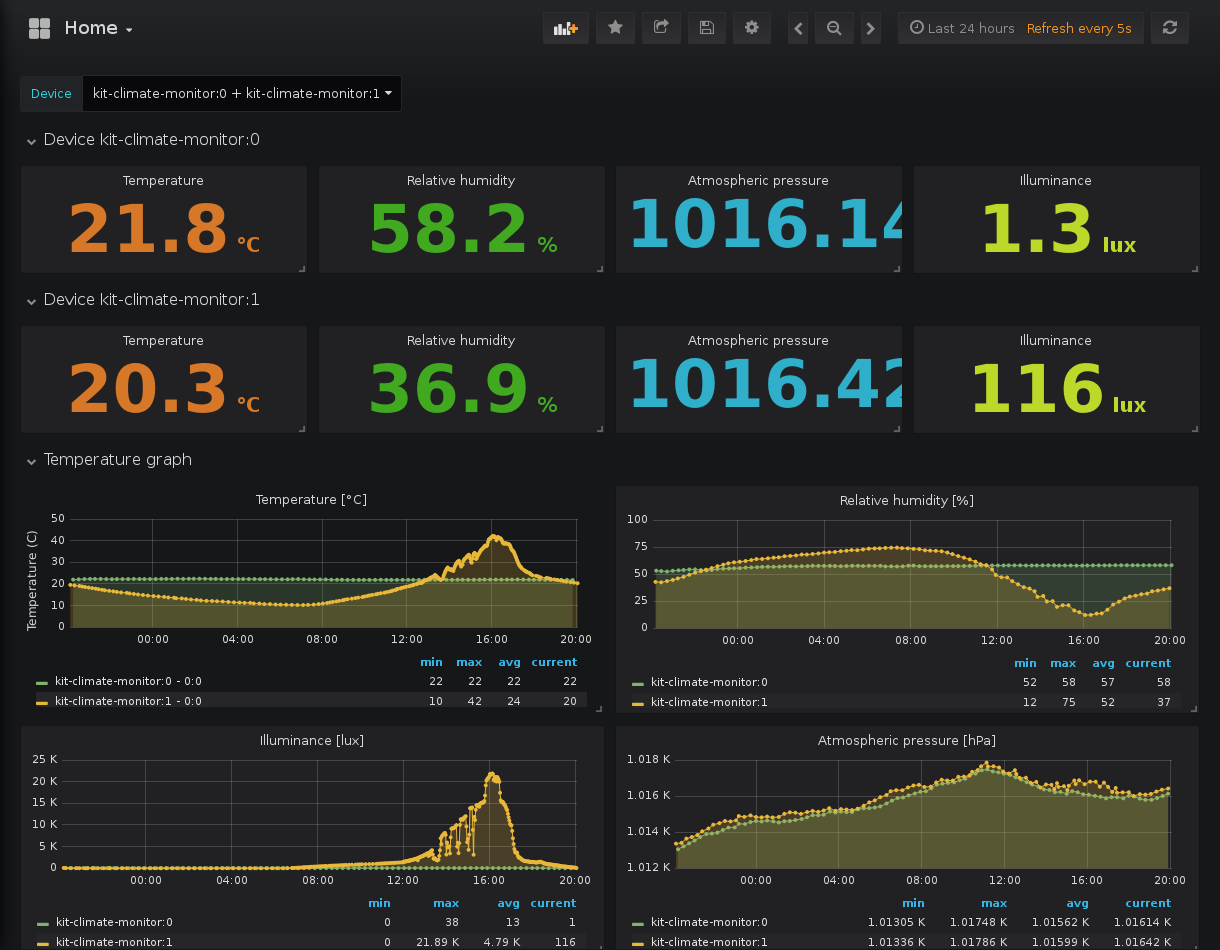 Home
Last 24 hours Refresh every 5s
Device kit-climate-monitor:0 + kit-climate-monitor:1
Device kit-climate-monitor:0
Temperature Relative humidity Atmospheric pressure Illuminance
21.8 °C 58.2 % 1016.14 1.3 lux
Device kit-climate-monitor:1
Temperature Relative humidity Atmospheric pressure Illuminance
20.3 °C 36.9 % 1016.42 116 lux
Temperature graph
Temperature [°C]
Temperature (C)
50
40
30
20
10
0
00:00 04:00 08:00 12:00 16:00 20:00
min max avg current
kit-climate-monitor:0 - 0:0 22 22 22 22
kit-climate-monitor:1 - 0:0 10 42 24 20
Relative humidity [%]
100
75
50
25
0
00:00 04:00 08:00 12:00 16:00 20:00
min max avg current
kit-climate-monitor:0 52 58 57 58
kit-climate-monitor:1 12 75 52 37
Illuminance [lux]
25 K
20 K
15 K
10 K
5 K
0
00:00 04:00 08:00 12:00 16:00 20:00
min max avg current
kit-climate-monitor:0 0 38 13 1
kit-climate-monitor:1 0 21.89 K 4.79 K 116
Atmospheric pressure [hPa]
1.018 K
1.016 K
1.014 K
1.012 K
00:00 04:00 08:00 12:00 16:00 20:00
min max avg current
kit-climate-monitor:0 1.01305 K 1.01748 K 1.01562 K 1.01614 K
kit-climate-monitor:1 1.01336 K 1.01786 K 1.01599 K 1.01642 K